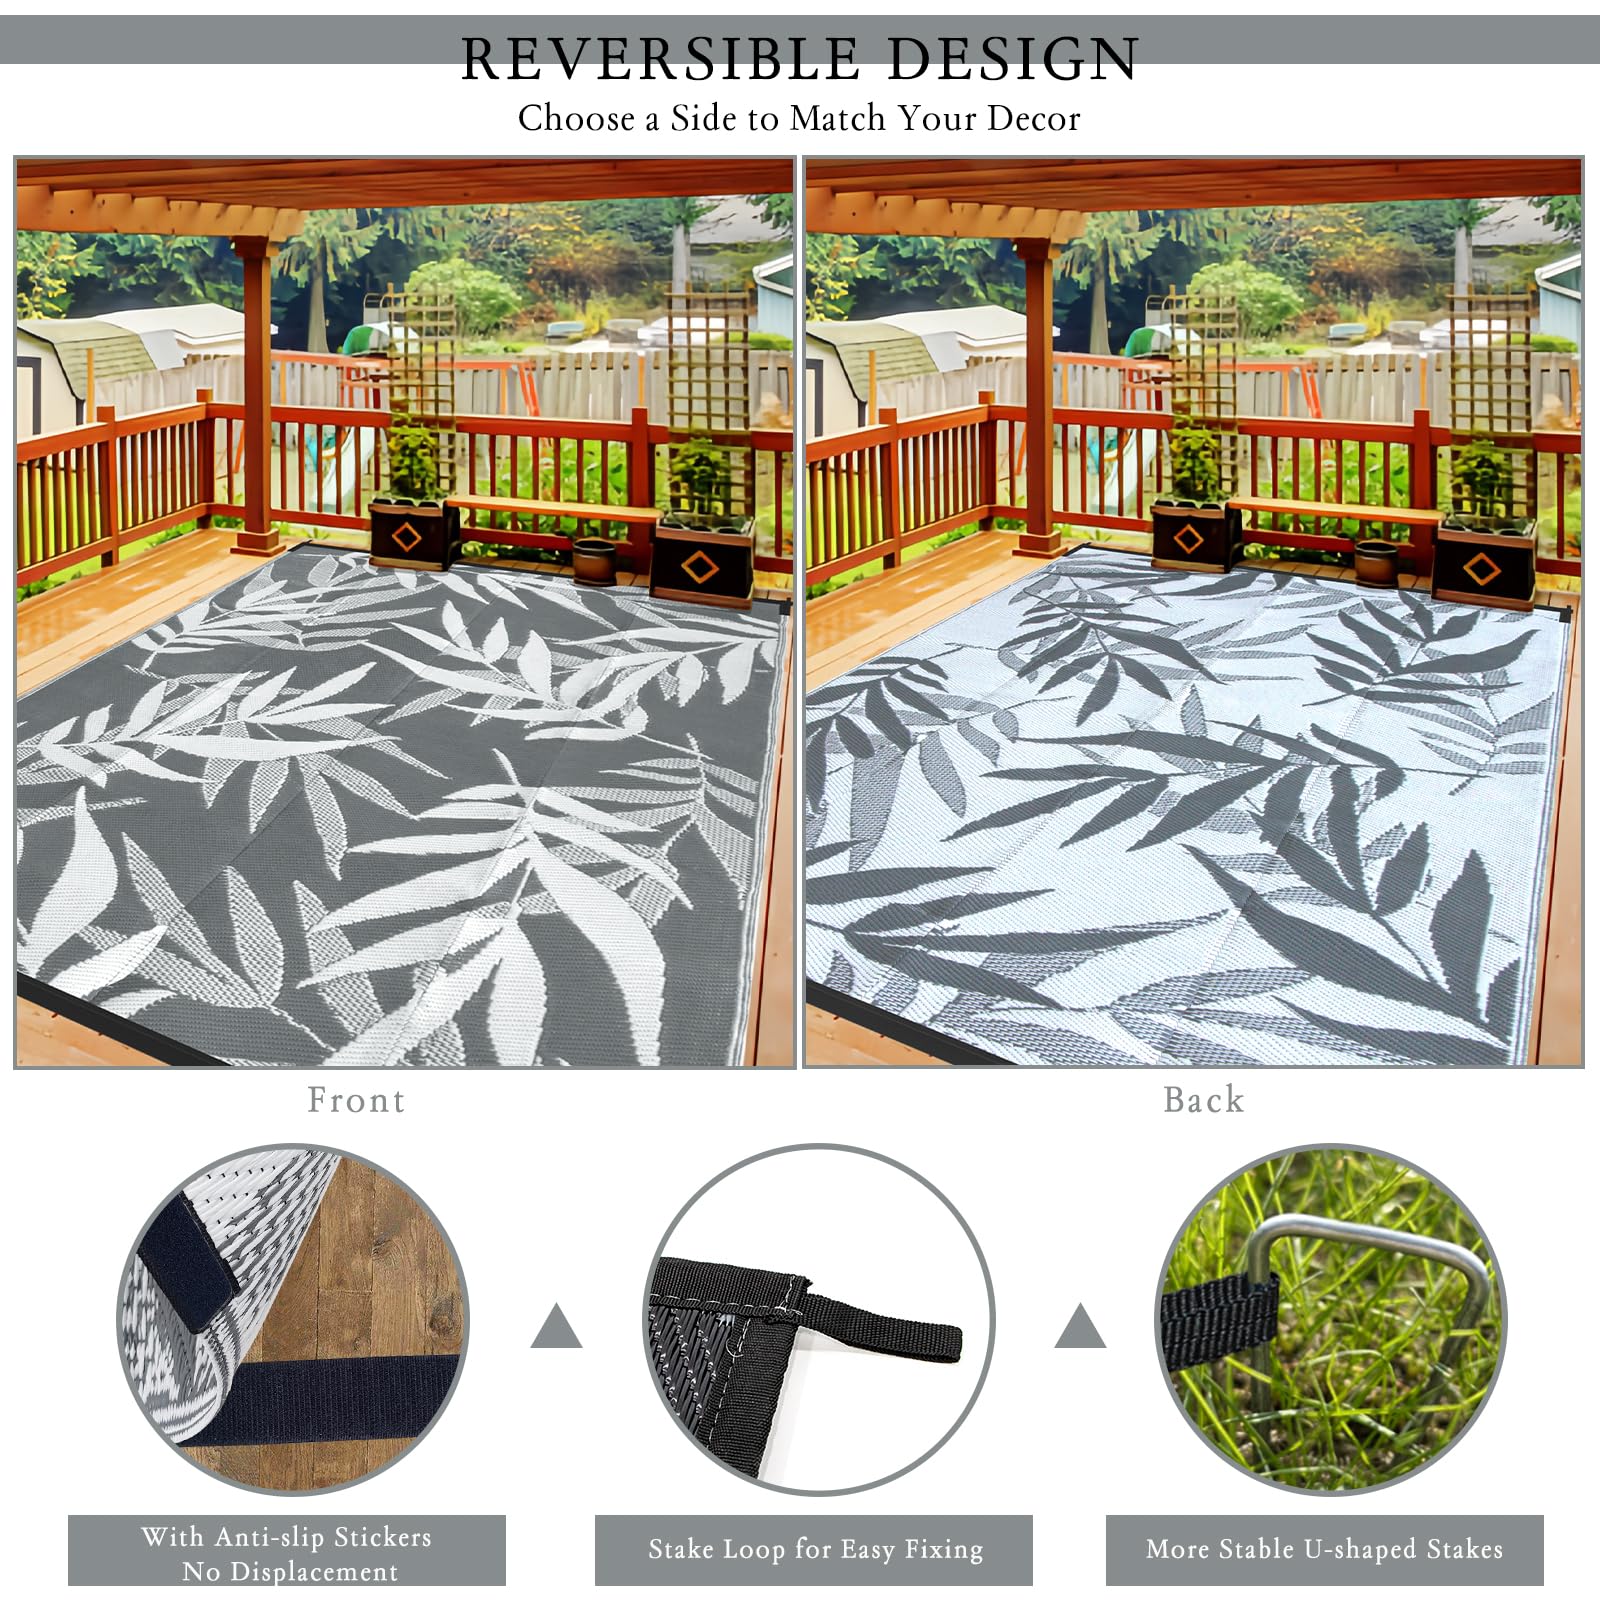 REVERSIBLE DESIGN
Choose a Side to Match Your Decor
Front
Back
With Anti-slip Stickers
No Displacement
Stake Loop for Easy Fixing
More Stable U-shaped Stakes